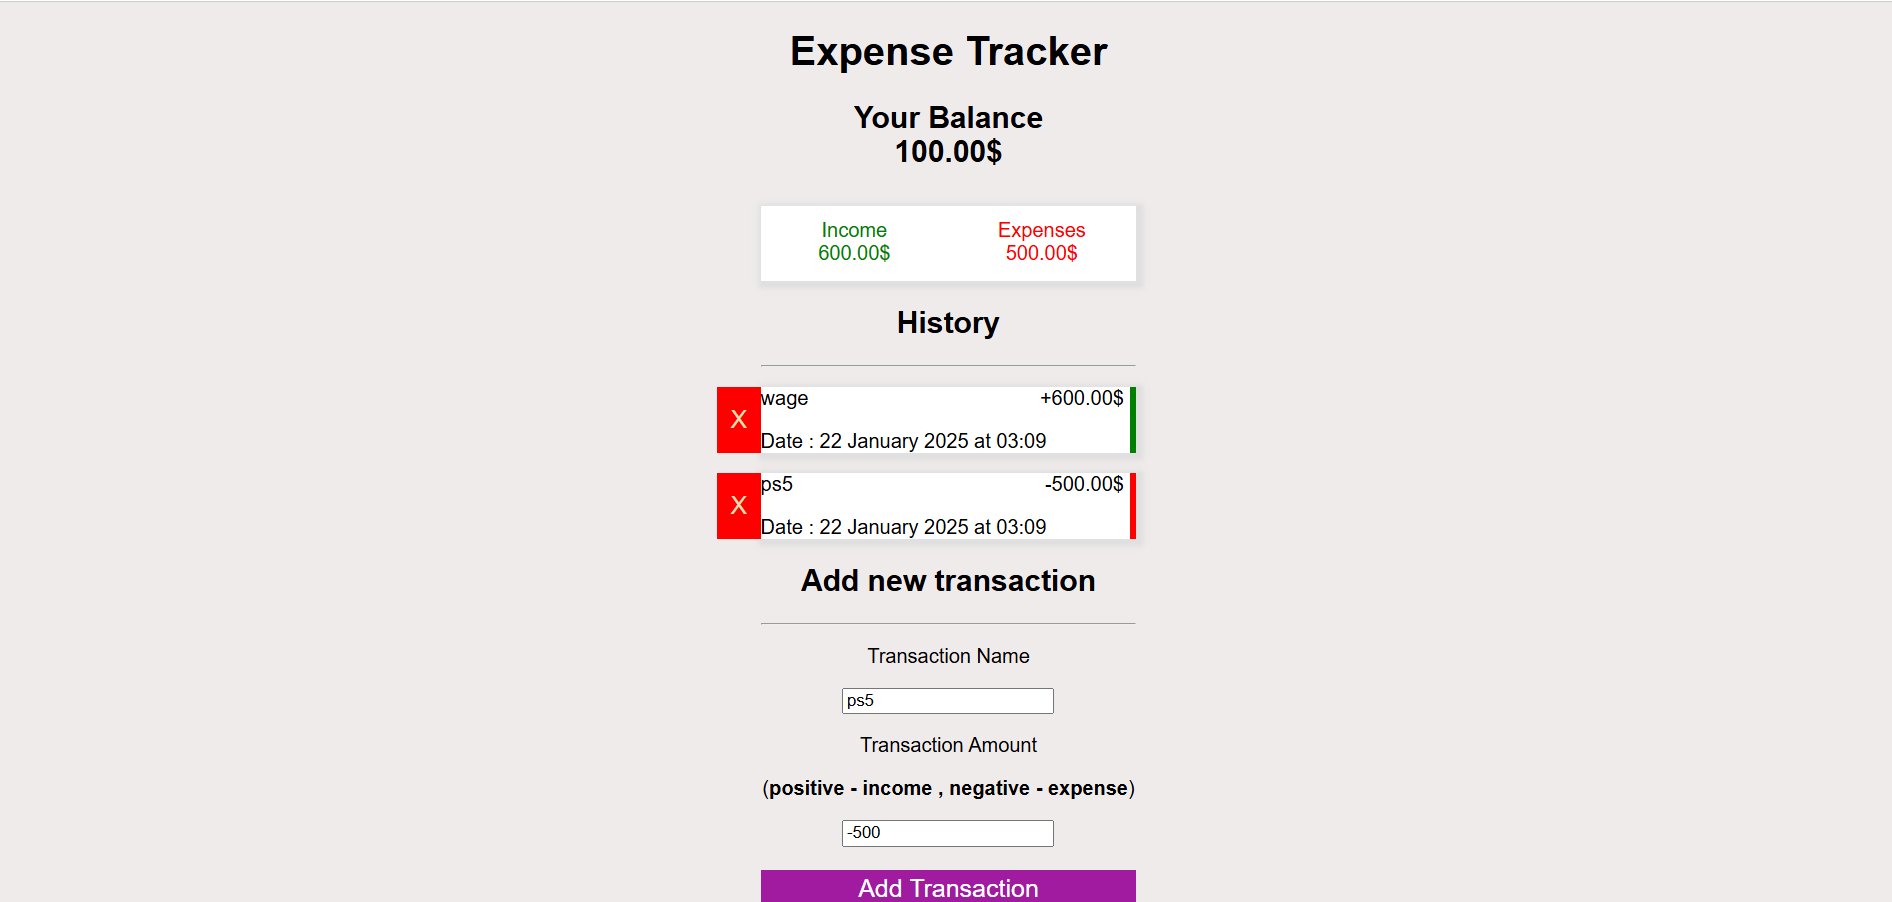 Expense Tracker
Your Balance
100.00$
Income Expenses
600.00$ 500.00$
History
X wage +600.00$
Date : 22 January 2025 at 03:09
X ps5 -500.00$
Date : 22 January 2025 at 03:09
Add new transaction
Transaction Name
ps5
Transaction Amount
(positive - income , negative - expense)
-500
Add Transaction